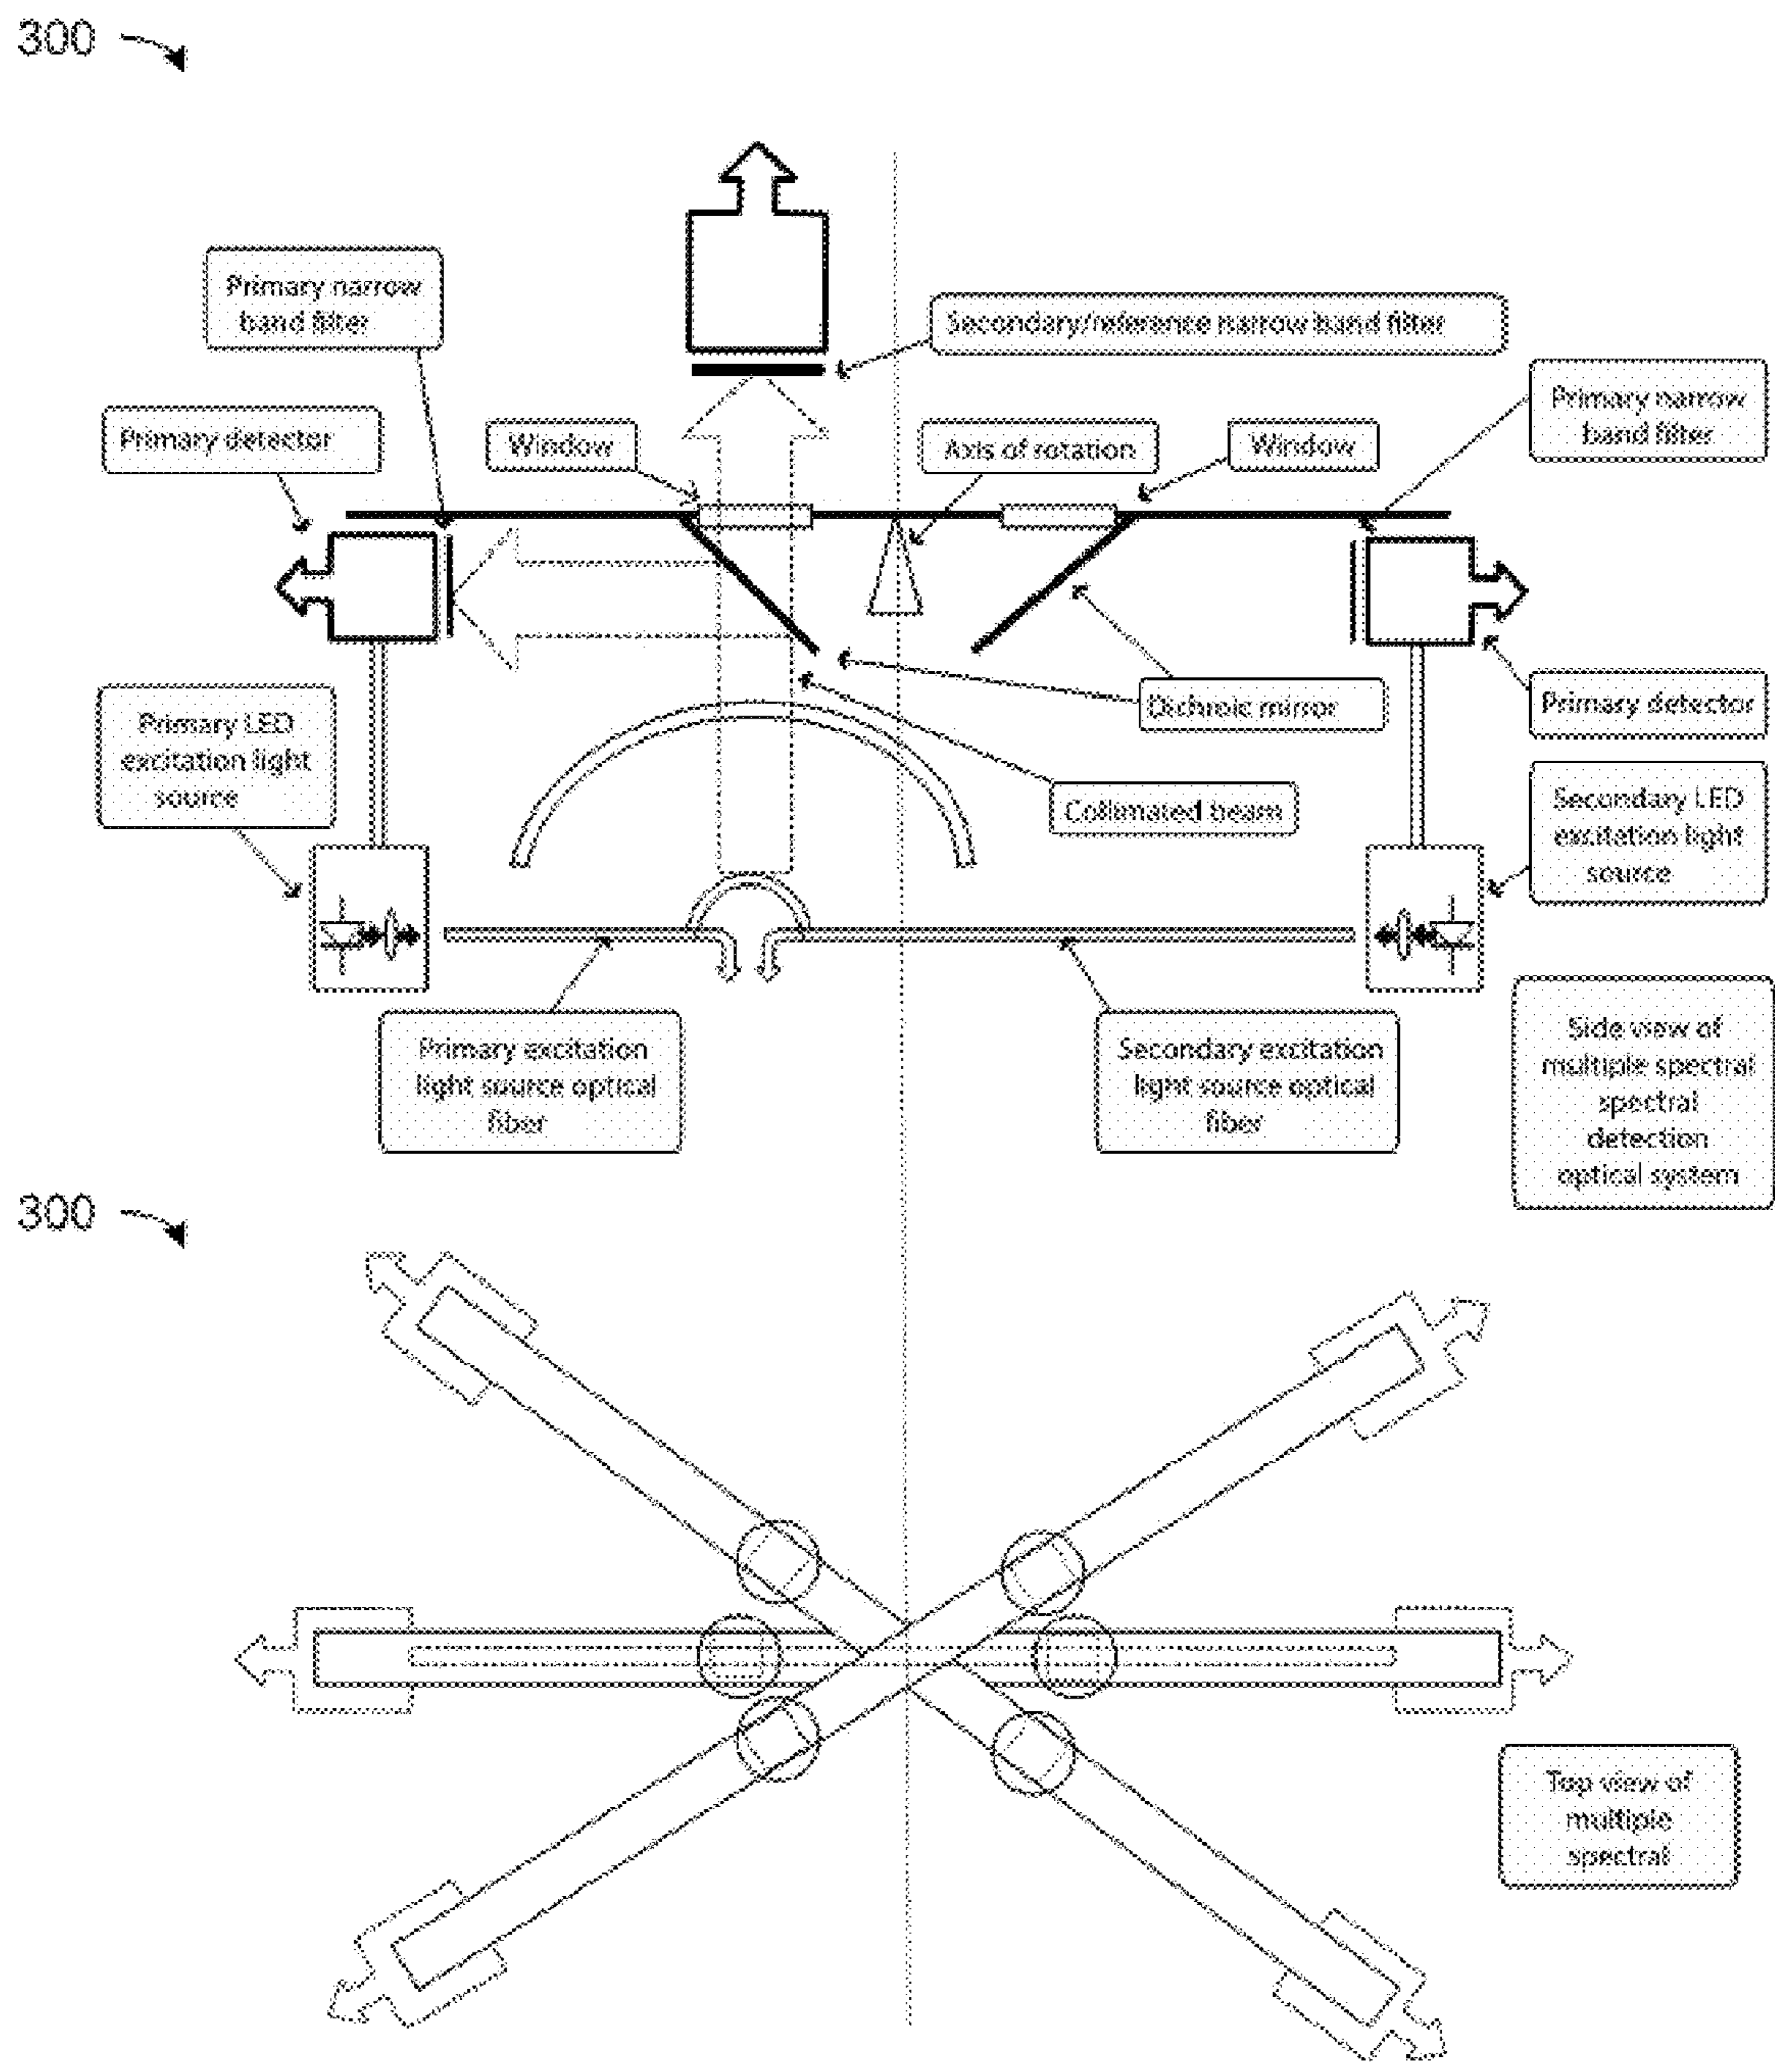 300
Primary narrow
band filter
Secondary/reference narrow band filter
Primary narrow
band filter
Primary detector
Window
Axis of rotation
Window
Primary LED
excitation light
source
Dichroic mirror
Primary detector
Collimated beam
Secondary LED
excitation light
source
Primary excitation
light source optical
fiber
Secondary excitation
light source optical
fiber
Side view of
multiple spectral
spectral
detection
optical system
300
Top view of
multiple
spectral